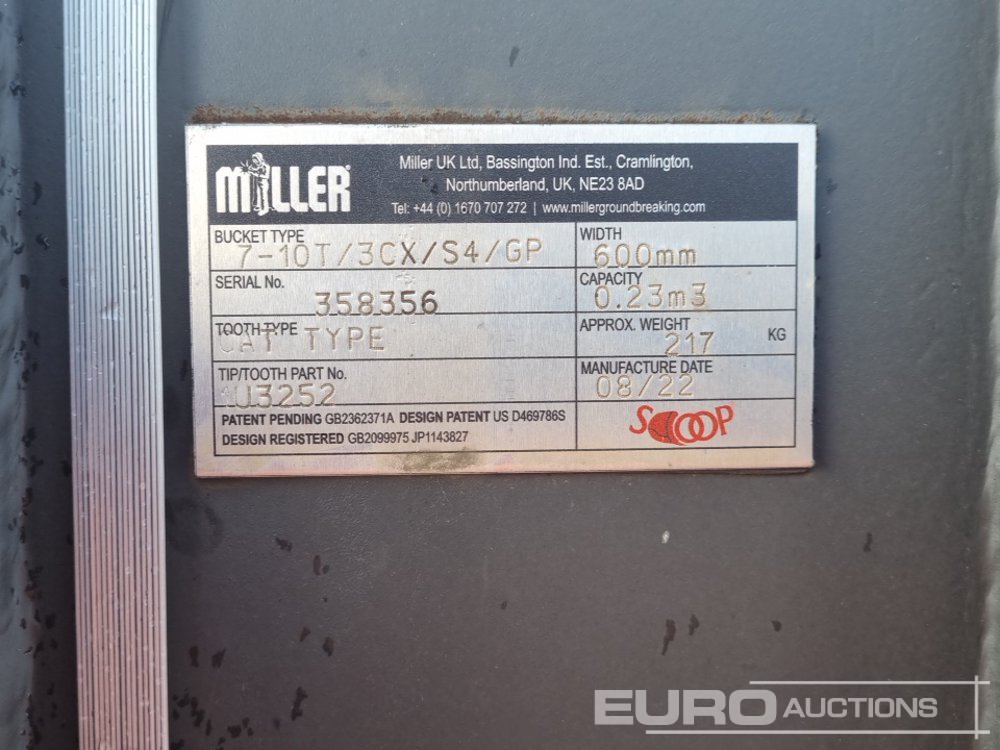 MILLER
Miller UK Ltd, Bassington Ind. Est., Cramlington,
Northumberland, UK, NE23 8AD
Tel: +44 (0) 1670 707 272 | www.millergroundbreaking.com
BUCKET TYPE
7-10T/3CX/S4/GP
WIDTH
600mm
SERIAL No.
358356
CAPACITY
0.23m3
TOOTH TYPE
CAT TYPE
APPROX. WEIGHT
217 KG
TIP/TOOTH PART No.
1U3252
MANUFACTURE DATE
08/22
PATENT PENDING GB2362371A DESIGN PATENT US D469786S
DESIGN REGISTERED GB2099975 JP1143827
SCOOP
EURO AUCTIONS